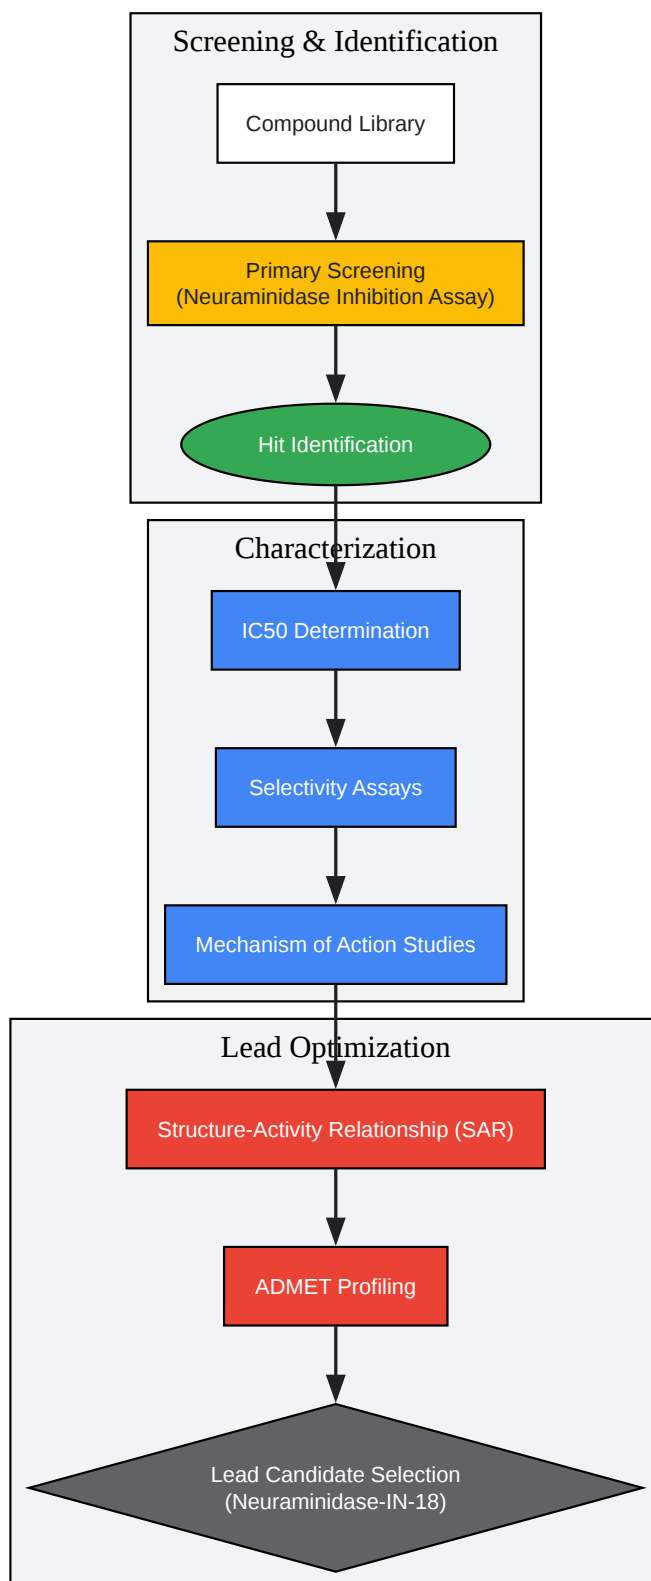 Screening & Identification
Compound Library
Primary Screening
(Neuraminidase Inhibition Assay)
Hit Identification
Characterization
IC50 Determination
Selectivity Assays
Mechanism of Action Studies
Lead Optimization
Structure-Activity Relationship (SAR)
ADMET Profiling
Lead Candidate Selection
(Neuraminidase-IN-18)